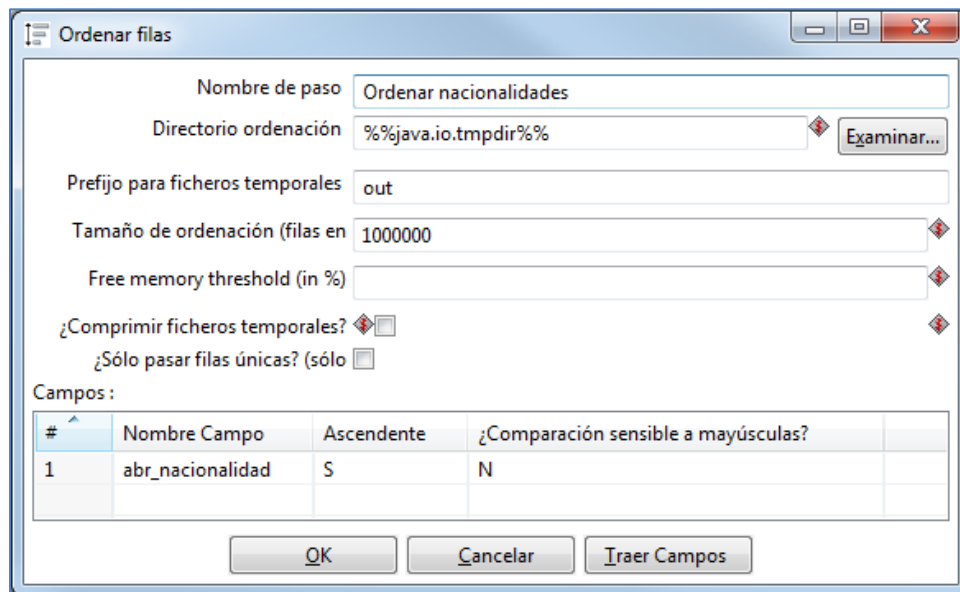 Ordenar filas
Nombre de paso Ordenar nacionalidades
Directorio ordenación %%java.io.tmpdir%% Examinar...
Prefijo para ficheros temporales out
Tamaño de ordenación (filas en 1000000
Free memory threshold (in %)
¿Comprimir ficheros temporales?
¿Sólo pasar filas únicas? (sólo
Campos :
# Nombre Campo Ascendente ¿Comparación sensible a mayúsculas?
1 abr_nacionalidad S N
OK Cancelar Traer Campos